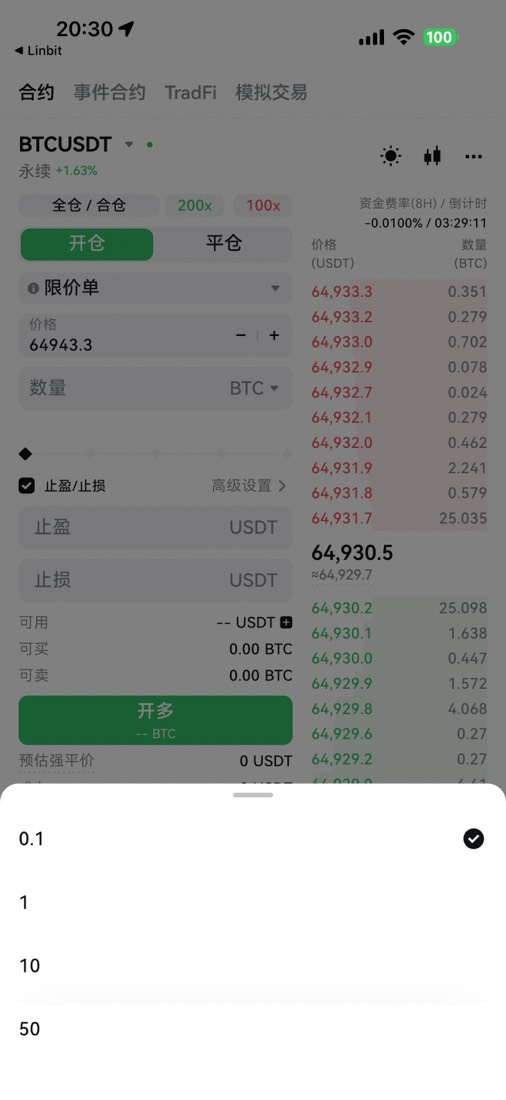 20:30
100
◀ Linbit
合约 事件合约 TradFi 模拟交易
BTCUSDT
永续 +1.63%
全仓 / 合仓 200x 100x
开仓 平仓
限价单
价格
64943.3 − +
数量 BTC
止盈/止损 高级设置 >
止盈 USDT
止损 USDT
可用 -- USDT
可买 0.00 BTC
可卖 0.00 BTC
开多
-- BTC
预估强平价 0 USDT
资金费率(8H) / 倒计时
-0.0100% / 03:29:11
价格 数量
(USDT) (BTC)
64,933.3 0.351
64,933.2 0.279
64,933.0 0.702
64,932.9 0.078
64,932.7 0.024
64,932.1 0.279
64,932.0 0.462
64,931.9 2.241
64,931.8 0.579
64,931.7 25.035
64,930.5
≈64,929.7
64,930.2 25.098
64,930.1 1.638
64,930.0 0.447
64,929.9 1.572
64,929.8 4.068
64,929.6 0.27
64,929.2 0.27
0.1
1
10
50